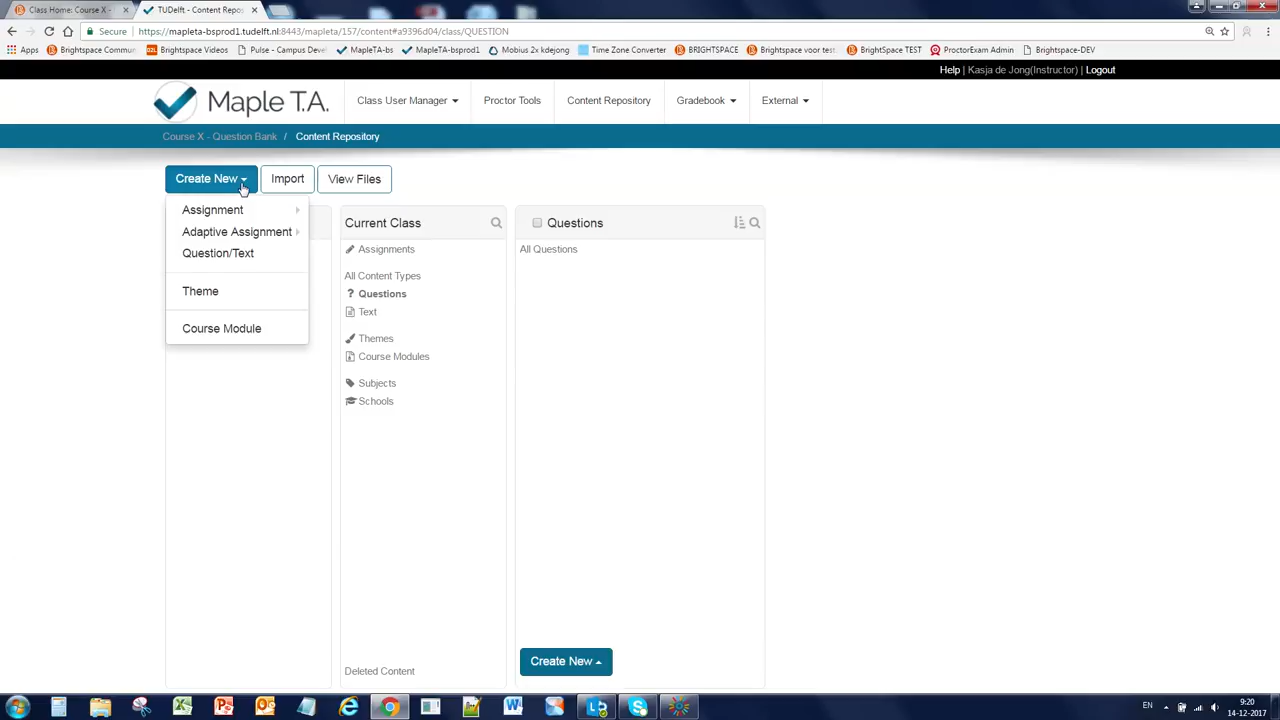 Class Home: Course X -
TUDelft - Content Repos
Secure
https://mapleta-bsprod1.tudelft.nl:8443/mapleta/157/content#a9396d04/class/QUESTION
Apps
Brightspace Commu
Brightspace Videos
Pulse - Campus Devel
MapleTA-bs
MapleTA-bsprod1
Mobius 2x kdejong
Time Zone Converter
BRIGHTSPACE
Brightspace voor test
BrightSpace TEST
ProctorExam Admin
Brightspace-DEV
Help | Kasja de Jong(Instructor) | Logout
Maple T.A.
Class User Manager
Proctor Tools
Content Repository
Gradebook
External
Course X - Question Bank / Content Repository
Create New
Import
View Files
Assignment
Adaptive Assignment
Question/Text
Theme
Course Module
Current Class
Assignments
All Content Types
? Questions
Text
Themes
Course Modules
Subjects
Schools
Deleted Content
Questions
All Questions
Create New
EN
9:20
14-12-2017